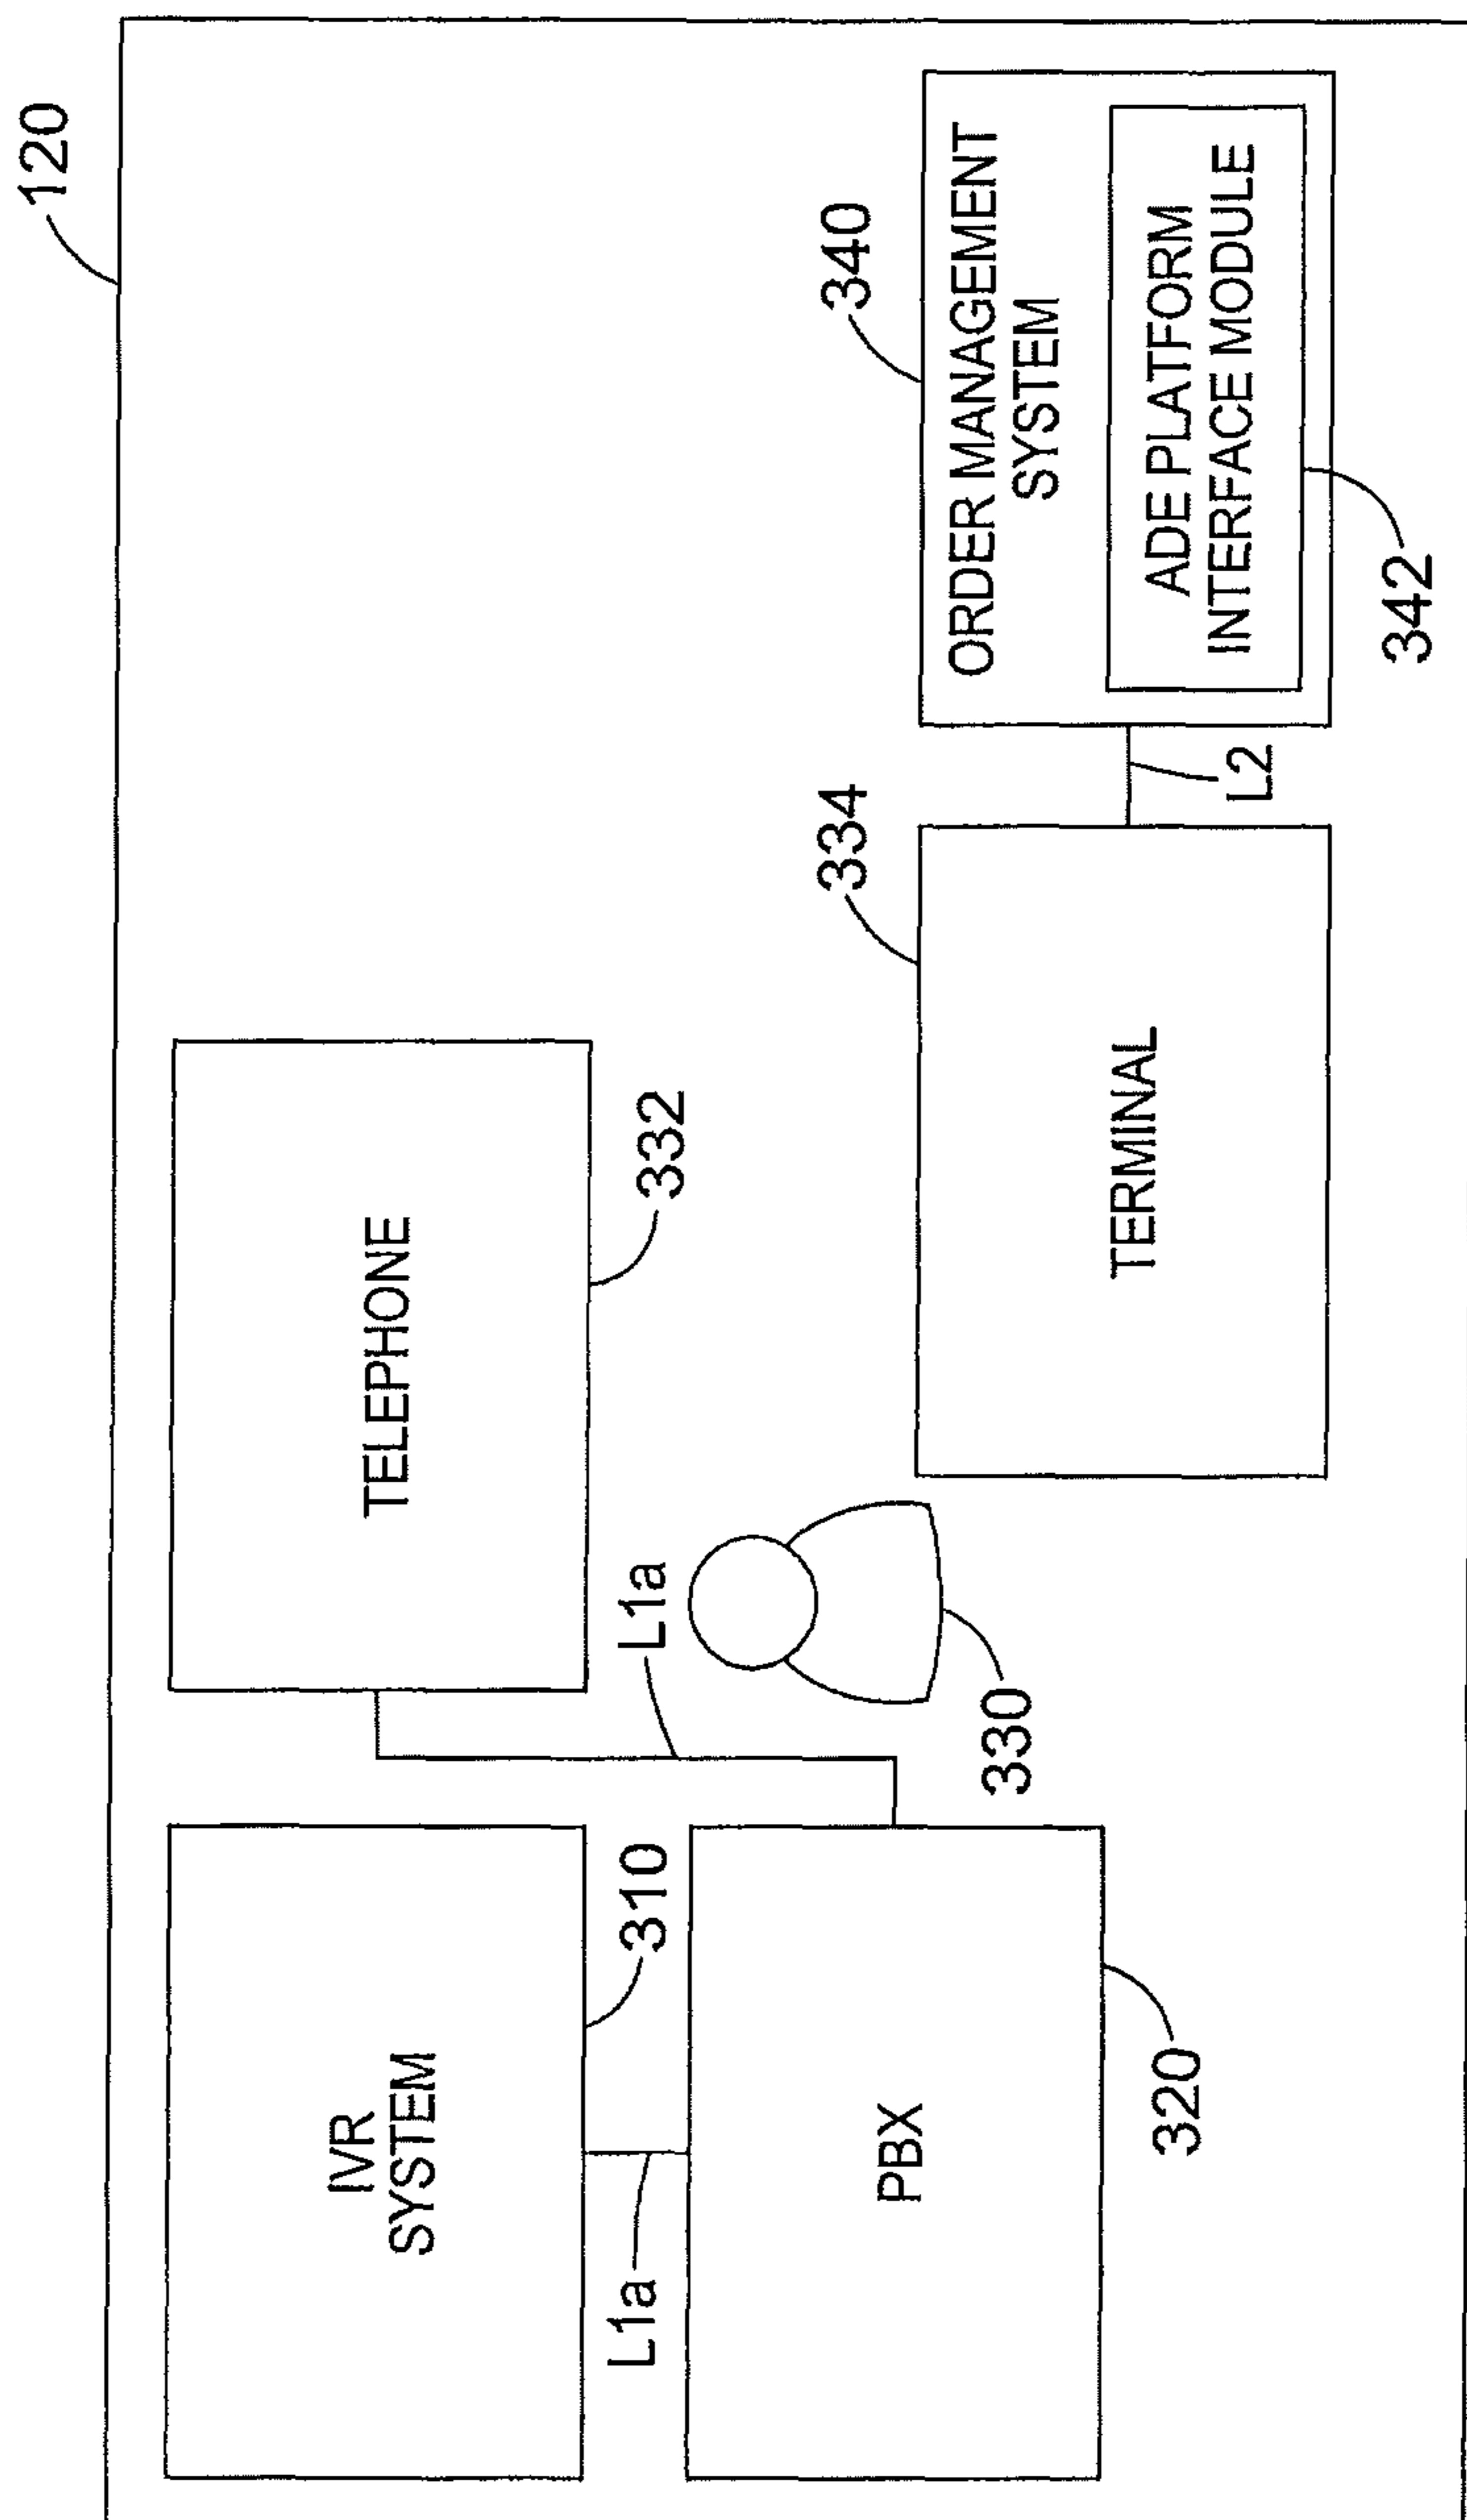 120
IVR
SYSTEM
310
L1a
TELEPHONE
332
L1a
PBX
320
330
TERMINAL
334
L2
340
ORDER MANAGEMENT
SYSTEM
ADE PLATFORM
INTERFACE MODULE
342